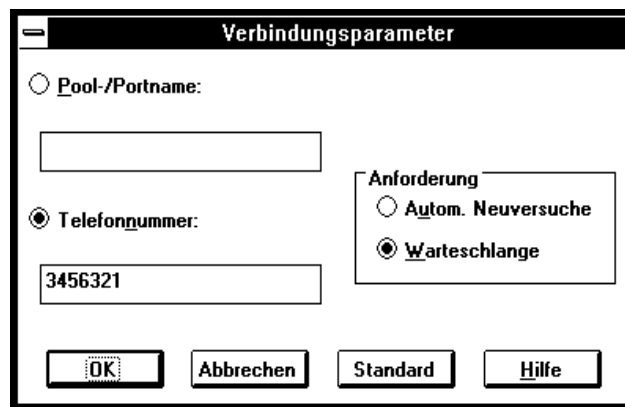 Verbindungsparameter
Pool-/Portname:
Telefonnummer:
3456321
Anforderung
Autom. Neuversuche
Warteschlange
OK
Abbrechen
Standard
Hilfe